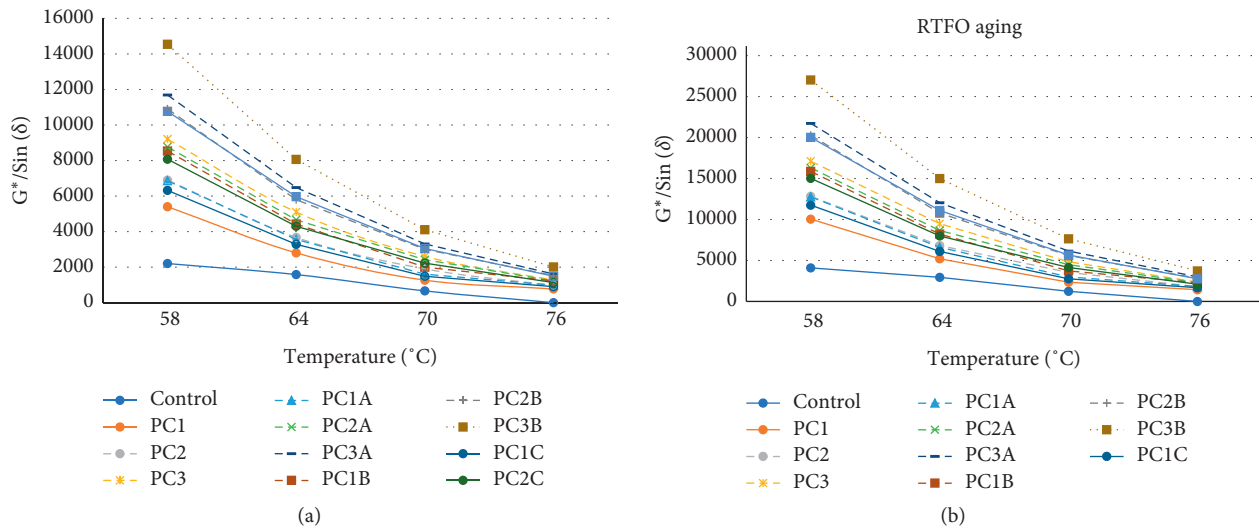 16000
14000
12000
10000
8000
6000
4000
2000
0
G*/Sin (δ)
58 64 70 76
Temperature (˚C)
Control PC1A PC2B
PC1 PC2A PC3B
PC2 PC3A PC1C
PC3 PC1B PC2C
(a)
RTFO aging
30000
25000
20000
15000
10000
5000
0
G*/Sin (δ)
58 64 70 76
Temperature (˚C)
Control PC1A PC2B
PC1 PC2A PC3B
PC2 PC3A PC1C
PC3 PC1B
(b)